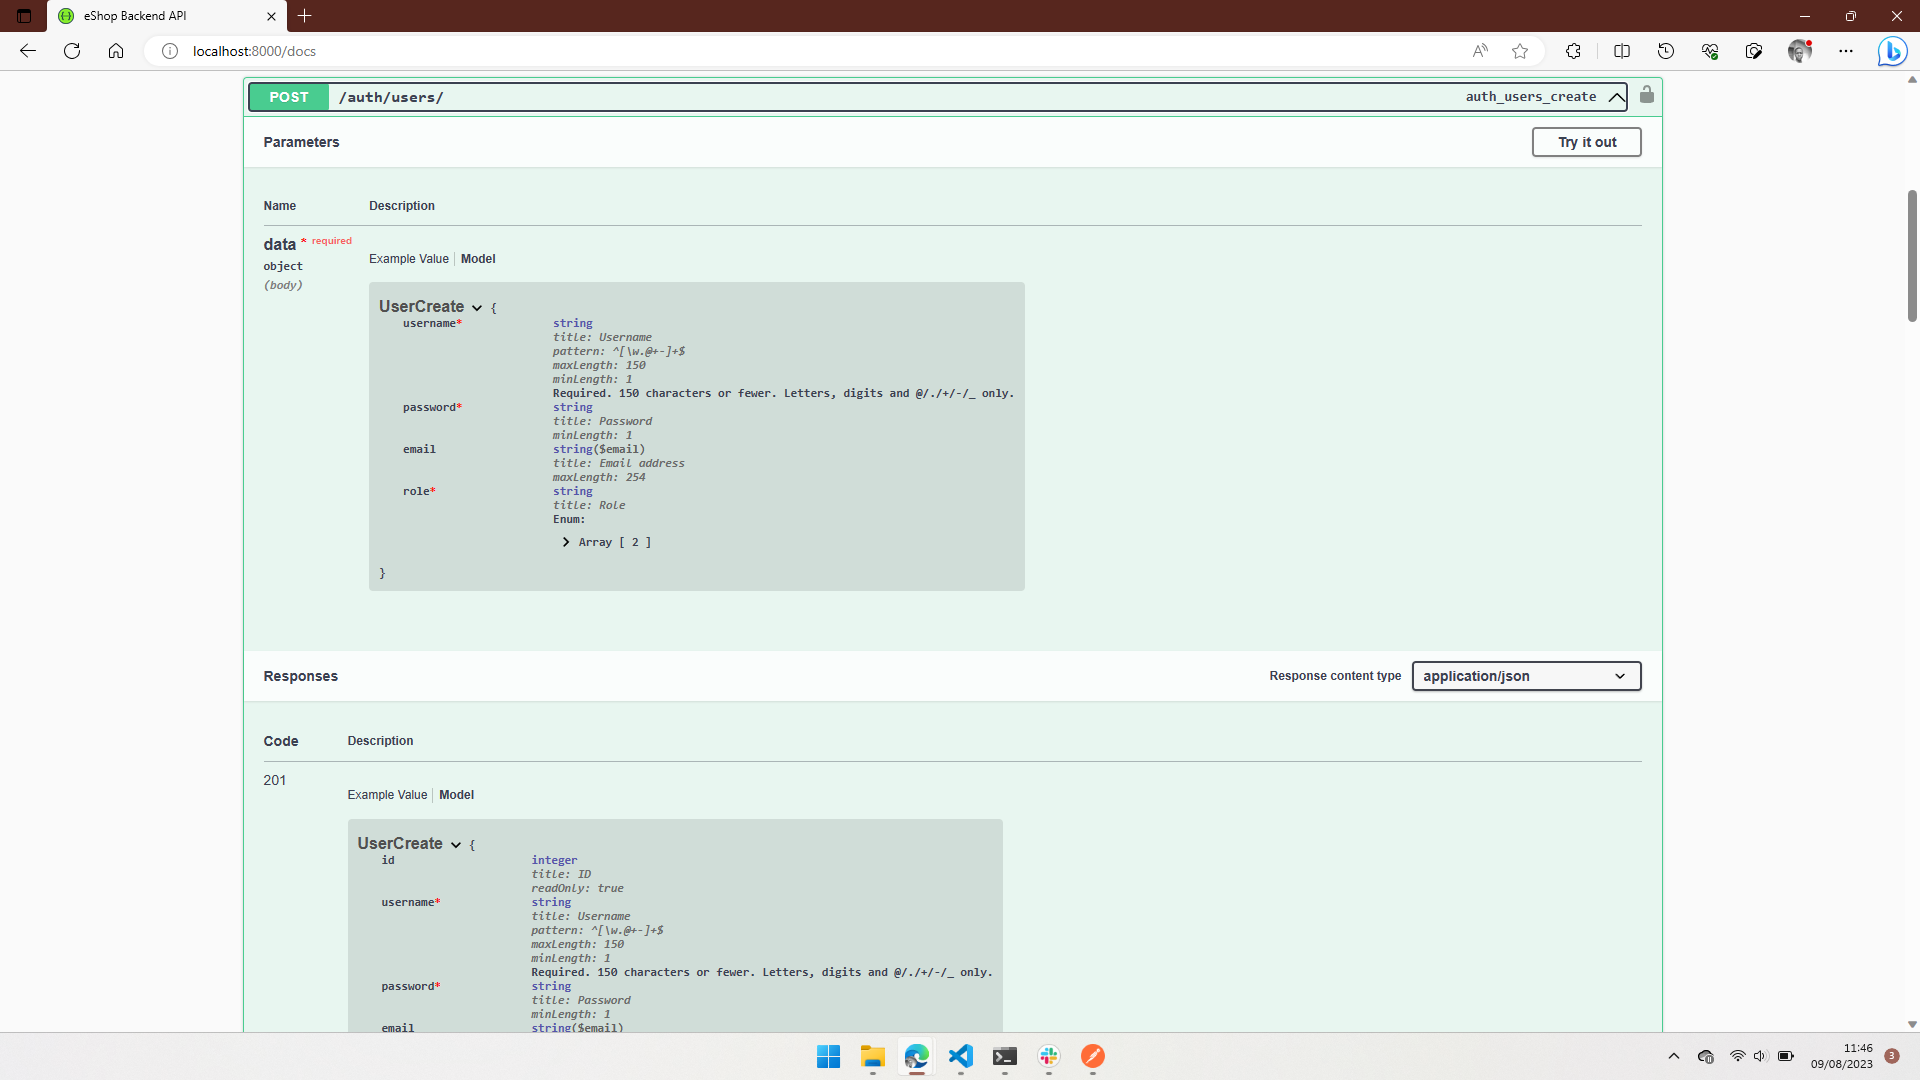 eShop Backend API
localhost:8000/docs
POST /auth/users/ auth_users_create
Parameters Try it out
Name Description
data * required
object
(body)
Example Value Model
UserCreate {
username* string
title: Username
pattern: ^[\w.@+-]+$
maxLength: 150
minLength: 1
Required. 150 characters or fewer. Letters, digits and @/./+/-/_ only.
password* string
title: Password
minLength: 1
email string($email)
title: Email address
maxLength: 254
role* string
title: Role
Enum:
Array [ 2 ]
}
Responses Response content type application/json
Code Description
201
Example Value Model
UserCreate {
id integer
title: ID
readOnly: true
username* string
title: Username
pattern: ^[\w.@+-]+$
maxLength: 150
minLength: 1
Required. 150 characters or fewer. Letters, digits and @/./+/-/_ only.
password* string
title: Password
minLength: 1
email string($email)
11:46
09/08/2023
3